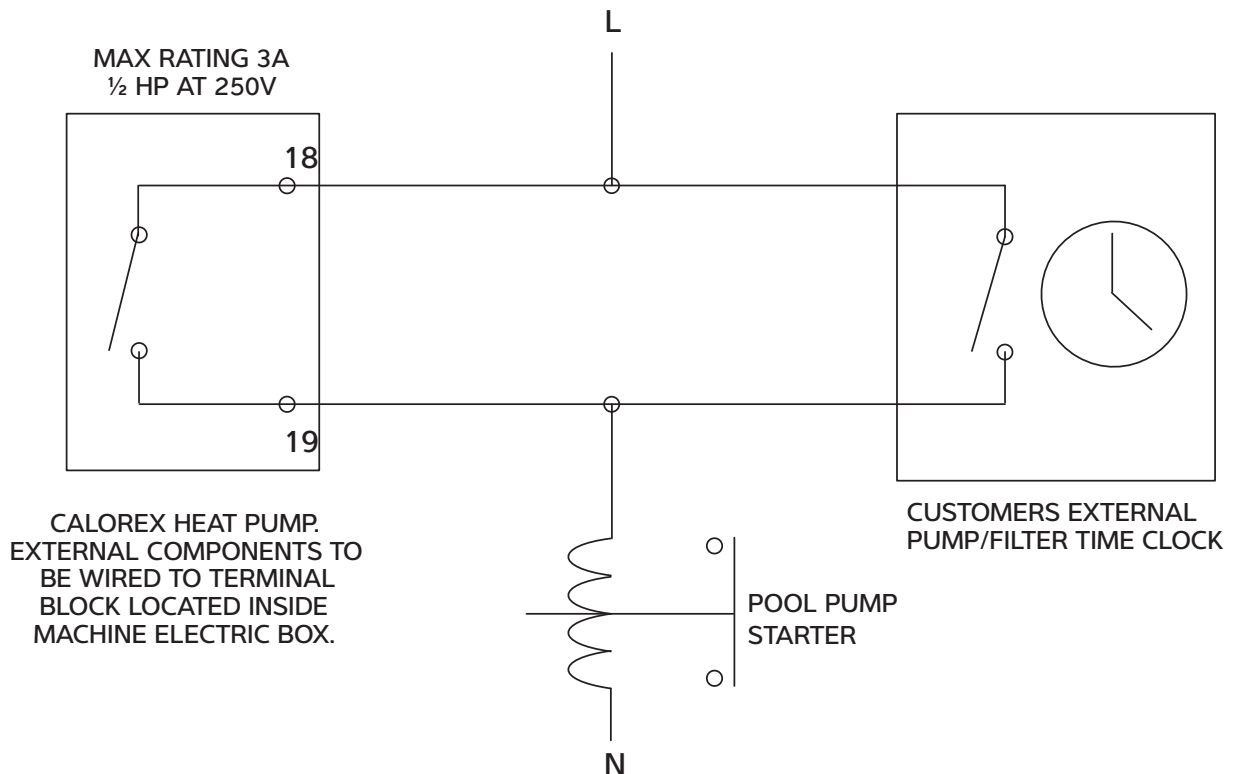 L
MAX RATING 3A
½ HP AT 250V
18
19
CALOREX HEAT PUMP.
EXTERNAL COMPONENTS TO
BE WIRED TO TERMINAL
BLOCK LOCATED INSIDE
MACHINE ELECTRIC BOX.
CUSTOMERS EXTERNAL
PUMP/FILTER TIME CLOCK
POOL PUMP
STARTER
N